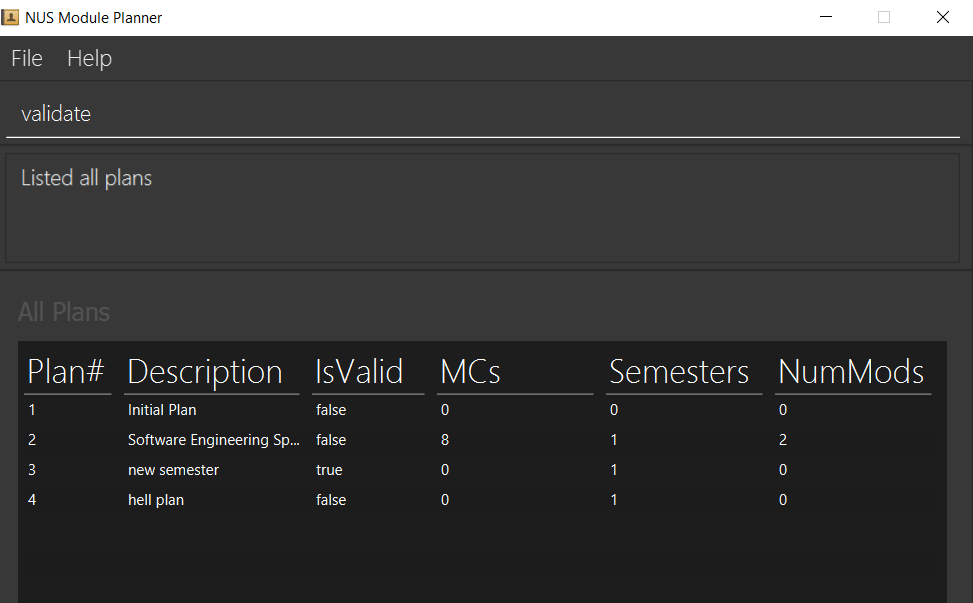 NUS Module Planner
File Help
validate
Listed all plans
All Plans
Plan# Description IsValid MCs Semesters NumMods
1 Initial Plan false 0 0 0
2 Software Engineering Sp... false 8 1 2
3 new semester true 0 1 0
4 hell plan false 0 1 0